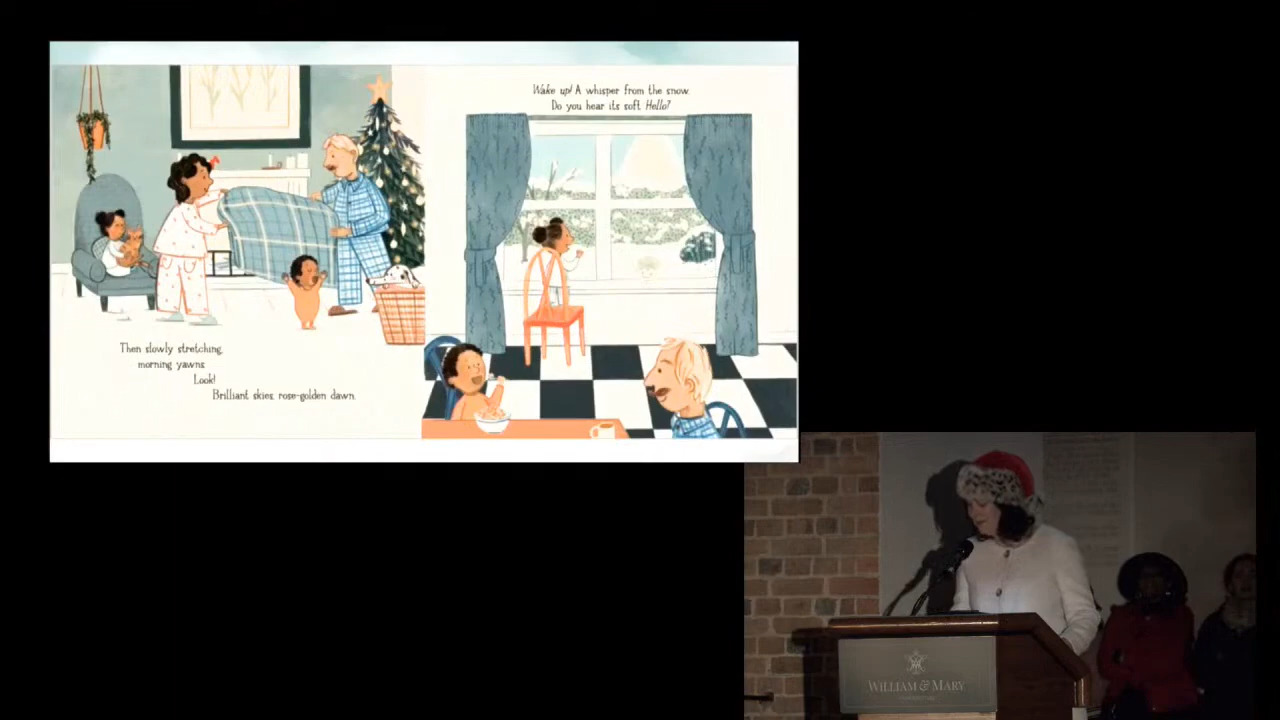 Wake up! A whisper from the snow.
Do you hear its soft Hello?
Then slowly stretching,
morning yawns.
Look!
Brilliant skies, rose-golden dawn.
WILLIAM & MARY